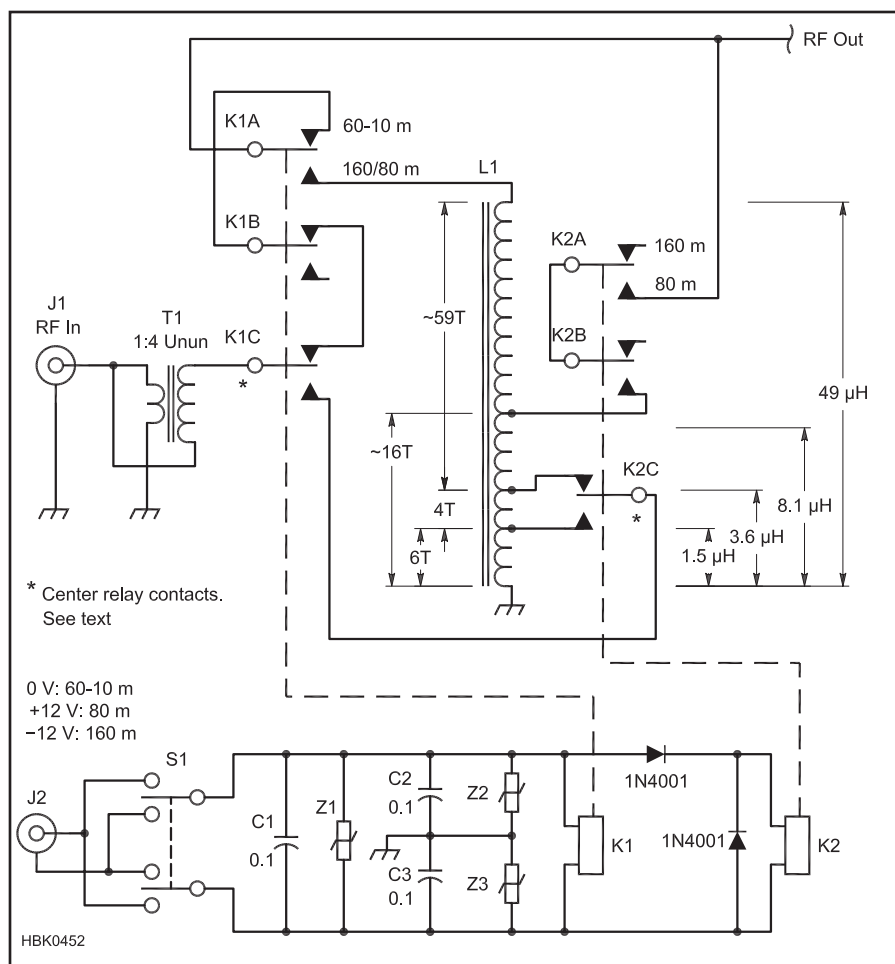 RF Out
K1A
60-10 m
160/80 m
L1
K1B
K2A
160 m
80 m
J1
RF In
T1
1:4 Unun
K1C
*
~59T
K2B
49 µH
~16T
K2C
*
8.1 µH
4T
3.6 µH
6T
1.5 µH
* Center relay contacts.
See text
0 V: 60-10 m
+12 V: 80 m
−12 V: 160 m
S1
J2
C1
0.1
Z1
C2
0.1
Z2
C3
0.1
Z3
K1
1N4001
1N4001
K2
HBK0452